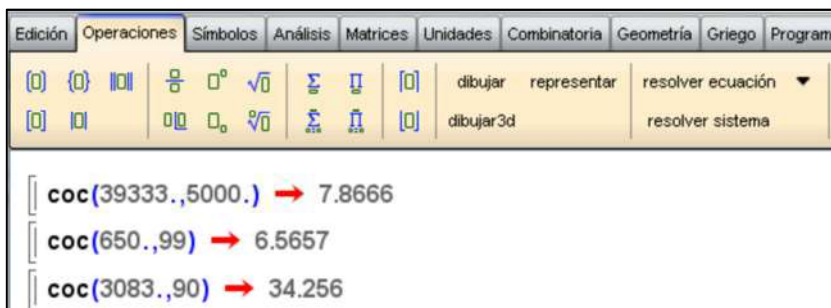 Edición Operaciones Símbolos Análisis Matrices Unidades Combinatoria Geometría Griego Program
dibujar representar resolver ecuación
dibujar3d resolver sistema
coc(39333.,5000.) → 7.8666
coc(650.,99) → 6.5657
coc(3083.,90) → 34.256